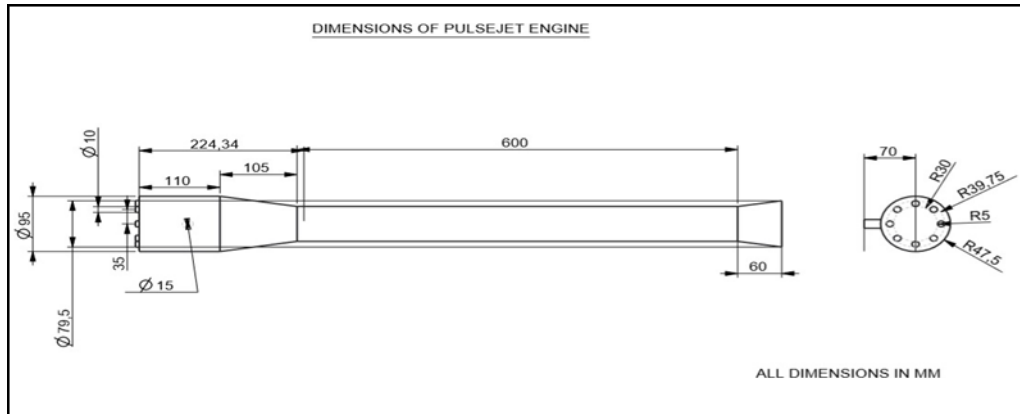 DIMENSIONS OF PULSEJET ENGINE
Ø10
224,34
600
105
110
70
R30
R39,75
R5
R47,5
Ø95
35
Ø15
60
Ø79,5
ALL DIMENSIONS IN MM